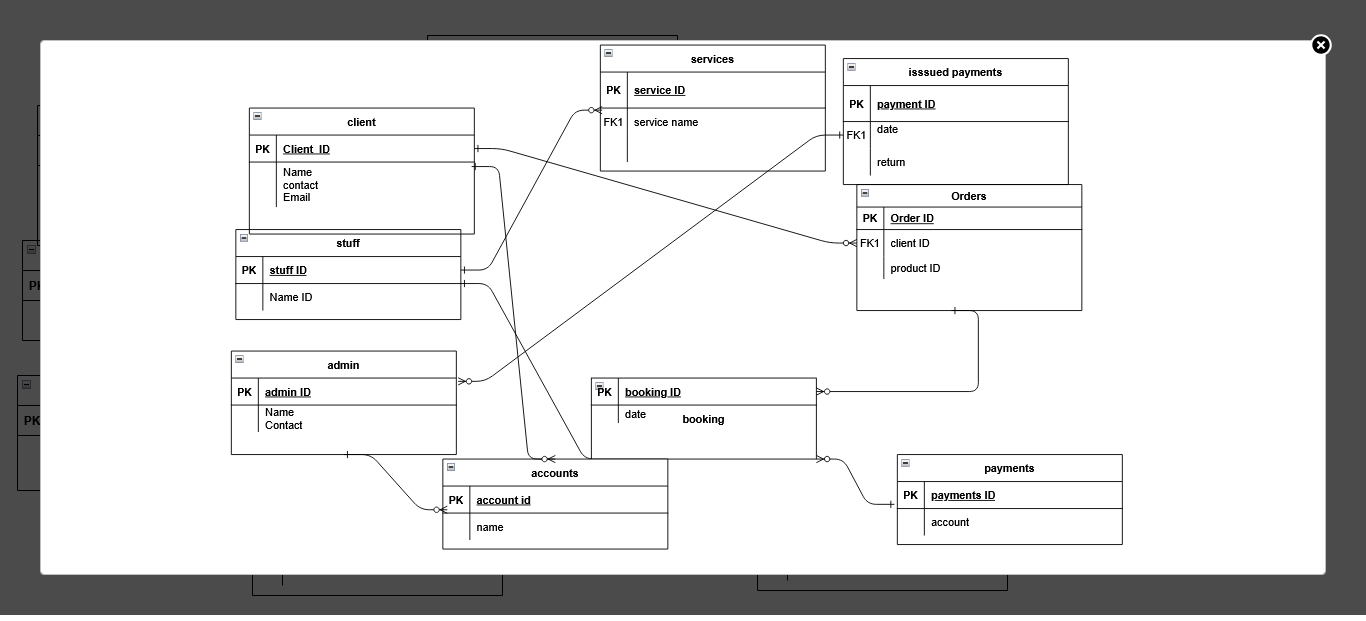 services
PK service ID
FK1 service name
isssued payments
PK payment ID
FK1 date
return
client
PK Client_ID
Name
contact
Email
Orders
PK Order ID
FK1 client ID
product ID
stuff
PK stuff ID
Name ID
admin
PK admin ID
Name
Contact
PK booking ID
date
booking
accounts
PK account id
name
payments
PK payments ID
account
PK
PK
PK